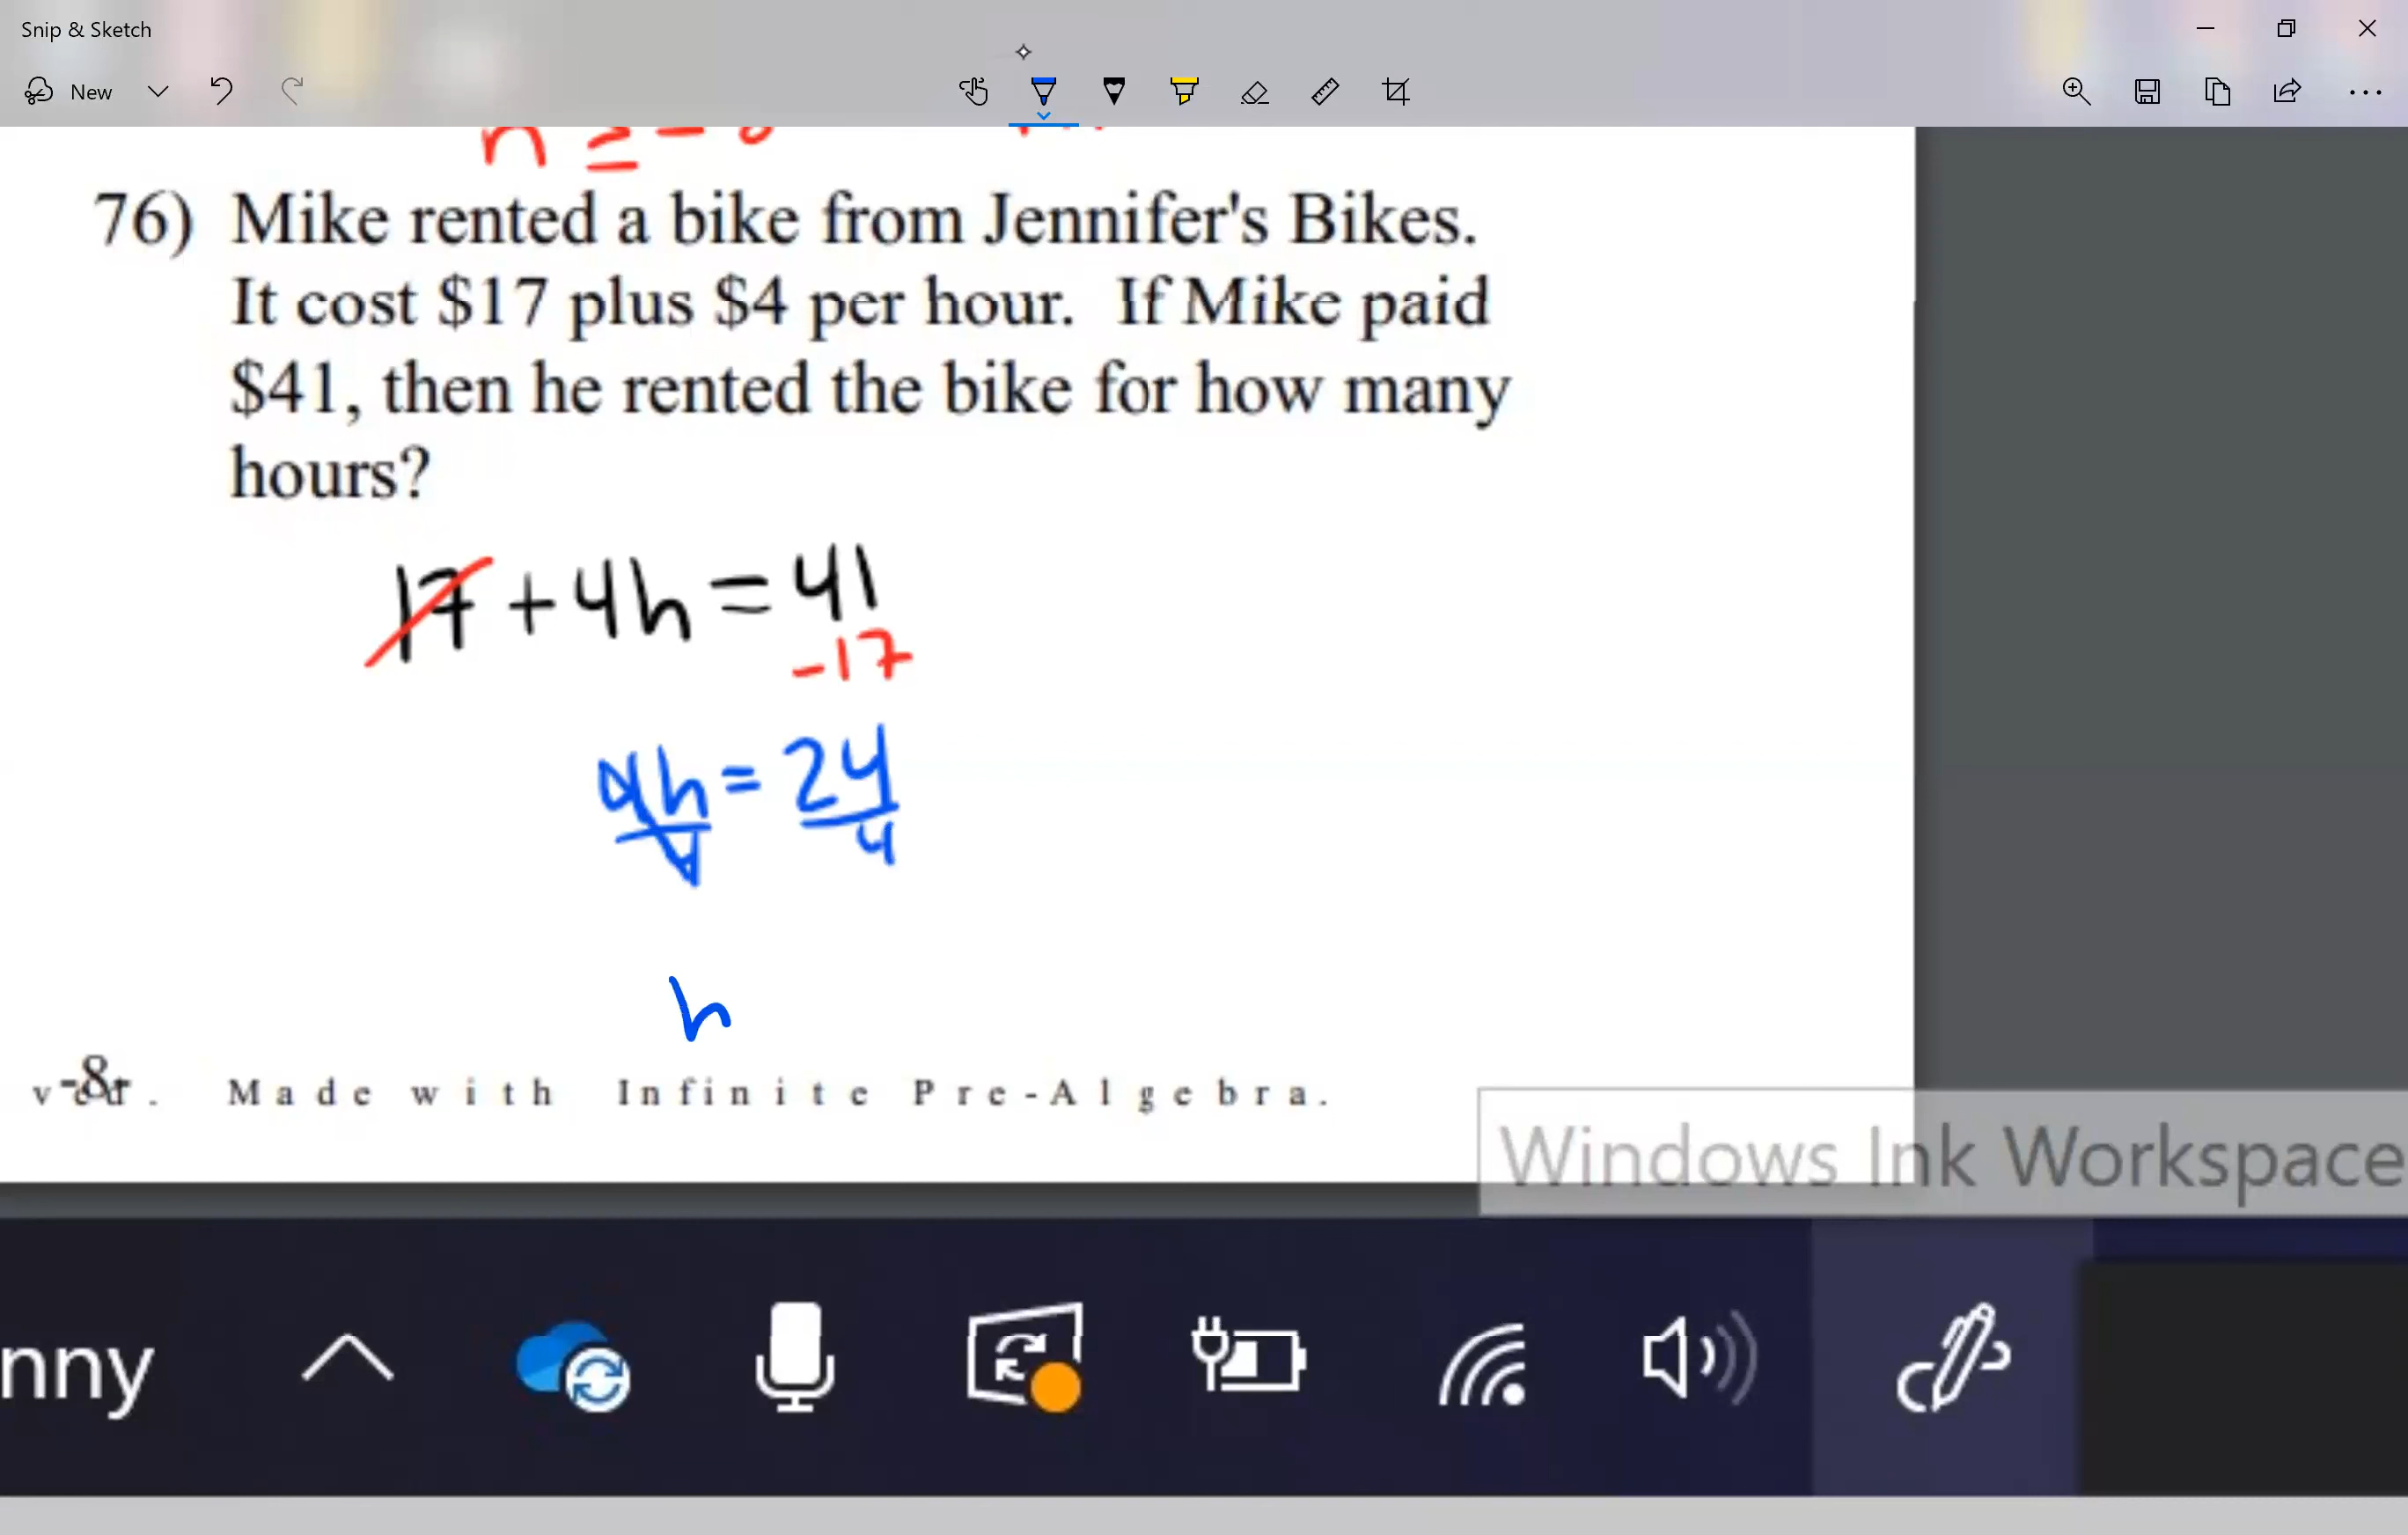 Snip & Sketch
New
76) Mike rented a bike from Jennifer's Bikes.
It cost $17 plus $4 per hour. If Mike paid
$41, then he rented the bike for how many
hours?
17 + 4h = 41
-17
4h = 24
4 4
h
-8-
Made with Infinite Pre-Algebra.
Windows Ink Workspace
nny